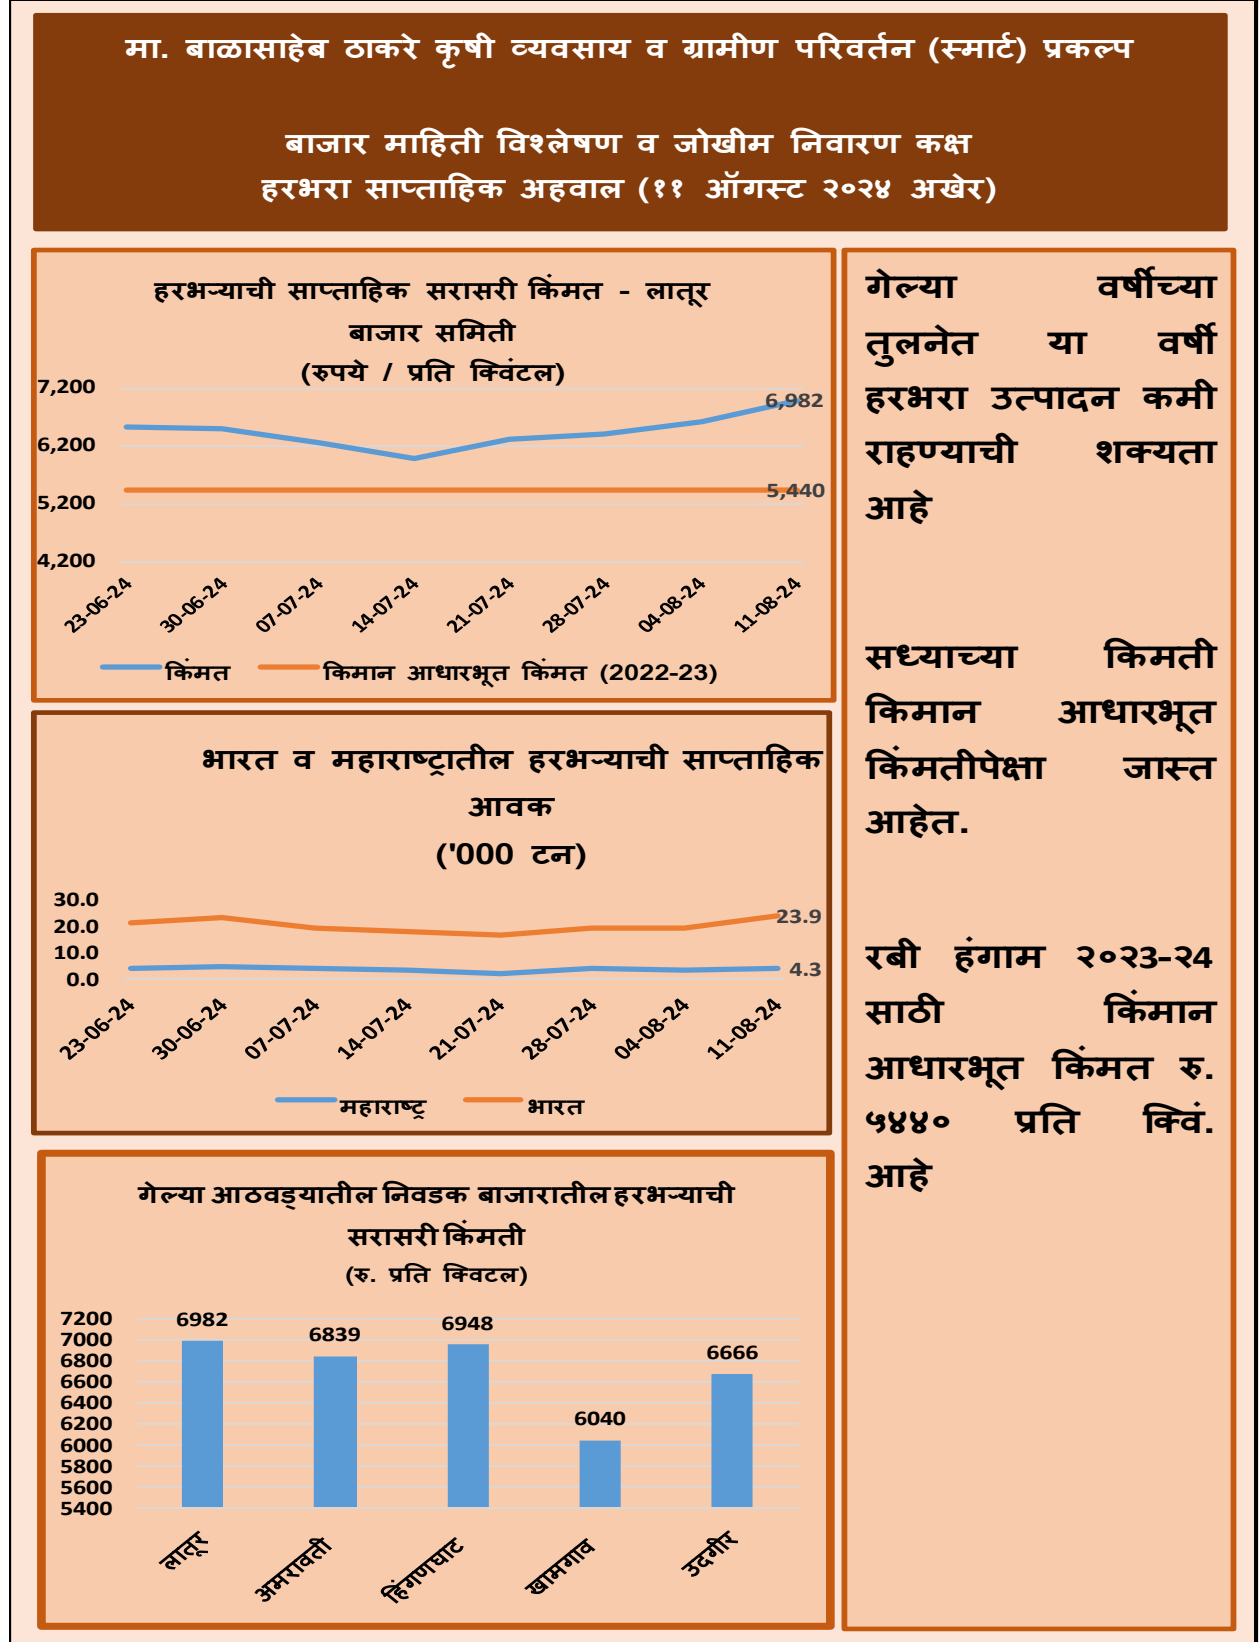 मा. बाळासाहेब ठाकरे कृषी व्यवसाय व ग्रामीण परिवर्तन (स्मार्ट) प्रकल्प
बाजार माहिती विश्लेषण व जोखीम निवारण कक्ष
हरभरा साप्ताहिक अहवाल (११ ऑगस्ट २०२४ अखेर)
हरभऱ्याची साप्ताहिक सरासरी किंमत - लातूर
बाजार समिती
(रुपये / प्रति क्विंटल)
7,200
6,200
5,200
4,200
6,982
5,440
23-06-24
30-06-24
07-07-24
14-07-24
21-07-24
28-07-24
04-08-24
11-08-24
किंमत किमान आधारभूत किंमत (2022-23)
भारत व महाराष्ट्रातील हरभऱ्याची साप्ताहिक
आवक
('000 टन)
30.0
20.0
10.0
0.0
23.9
4.3
23-06-24
30-06-24
07-07-24
14-07-24
21-07-24
28-07-24
04-08-24
11-08-24
महाराष्ट्र भारत
गेल्या आठवड्यातील निवडक बाजारातील हरभऱ्याची
सरासरी किंमती
(रु. प्रति क्विटल)
7200
7000
6800
6600
6400
6200
6000
5800
5600
5400
6982
6839
6948
6040
6666
लातूर
अमरावती
हिंगणघाट
खामगाव
उदगीर
गेल्या वर्षीच्या
तुलनेत या वर्षी
हरभरा उत्पादन कमी
राहण्याची शक्यता
आहे
सध्याच्या किमती
किमान आधारभूत
किंमतीपेक्षा जास्त
आहेत.
रबी हंगाम २०२3-२4
साठी किंमान
आधारभूत किंमत रु.
५४४० प्रति क्विं.
आहे